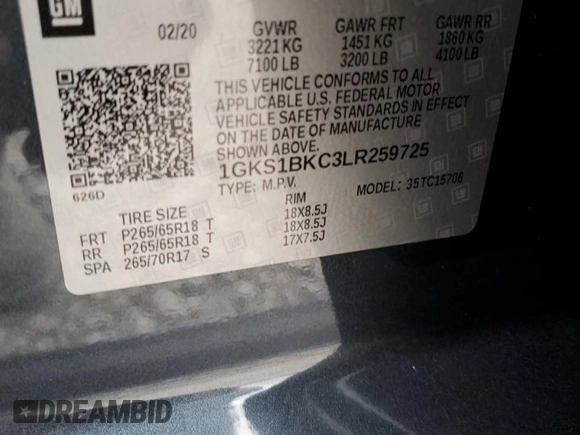 GM
02/20 GVWR GAWR FRT GAWR RR
3221 KG 1451 KG 1860 KG
7100 LB 3200 LB 4100 LB
THIS VEHICLE CONFORMS TO ALL
APPLICABLE U.S. FEDERAL MOTOR
VEHICLE SAFETY STANDARDS IN EFFECT
ON THE DATE OF MANUFACTURE
SHOWN ABOVE.
1GKS1BKC3LR259725
TYPE: M.P.V. MODEL: 35TC15706
626D
TIRE SIZE RIM
FRT P265/65R18 T 18X8.5J
RR P265/65R18 T 18X8.5J
SPA 265/70R17 S 17X7.5J
DREAMBID